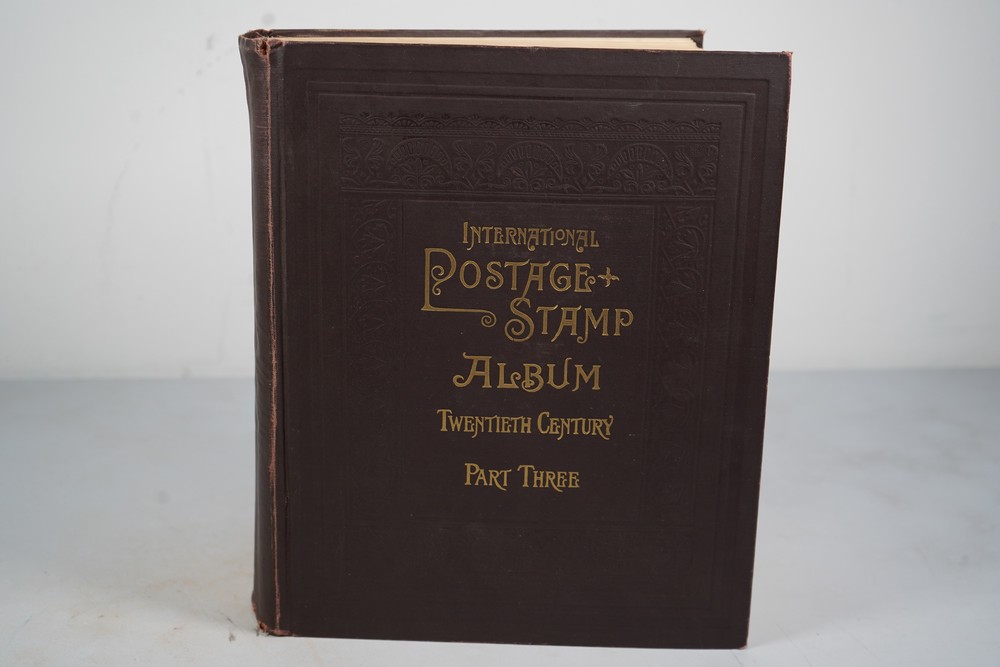 INTERNATIONAL
POSTAGE
STAMP
ALBUM
TWENTIETH CENTURY
PART THREE